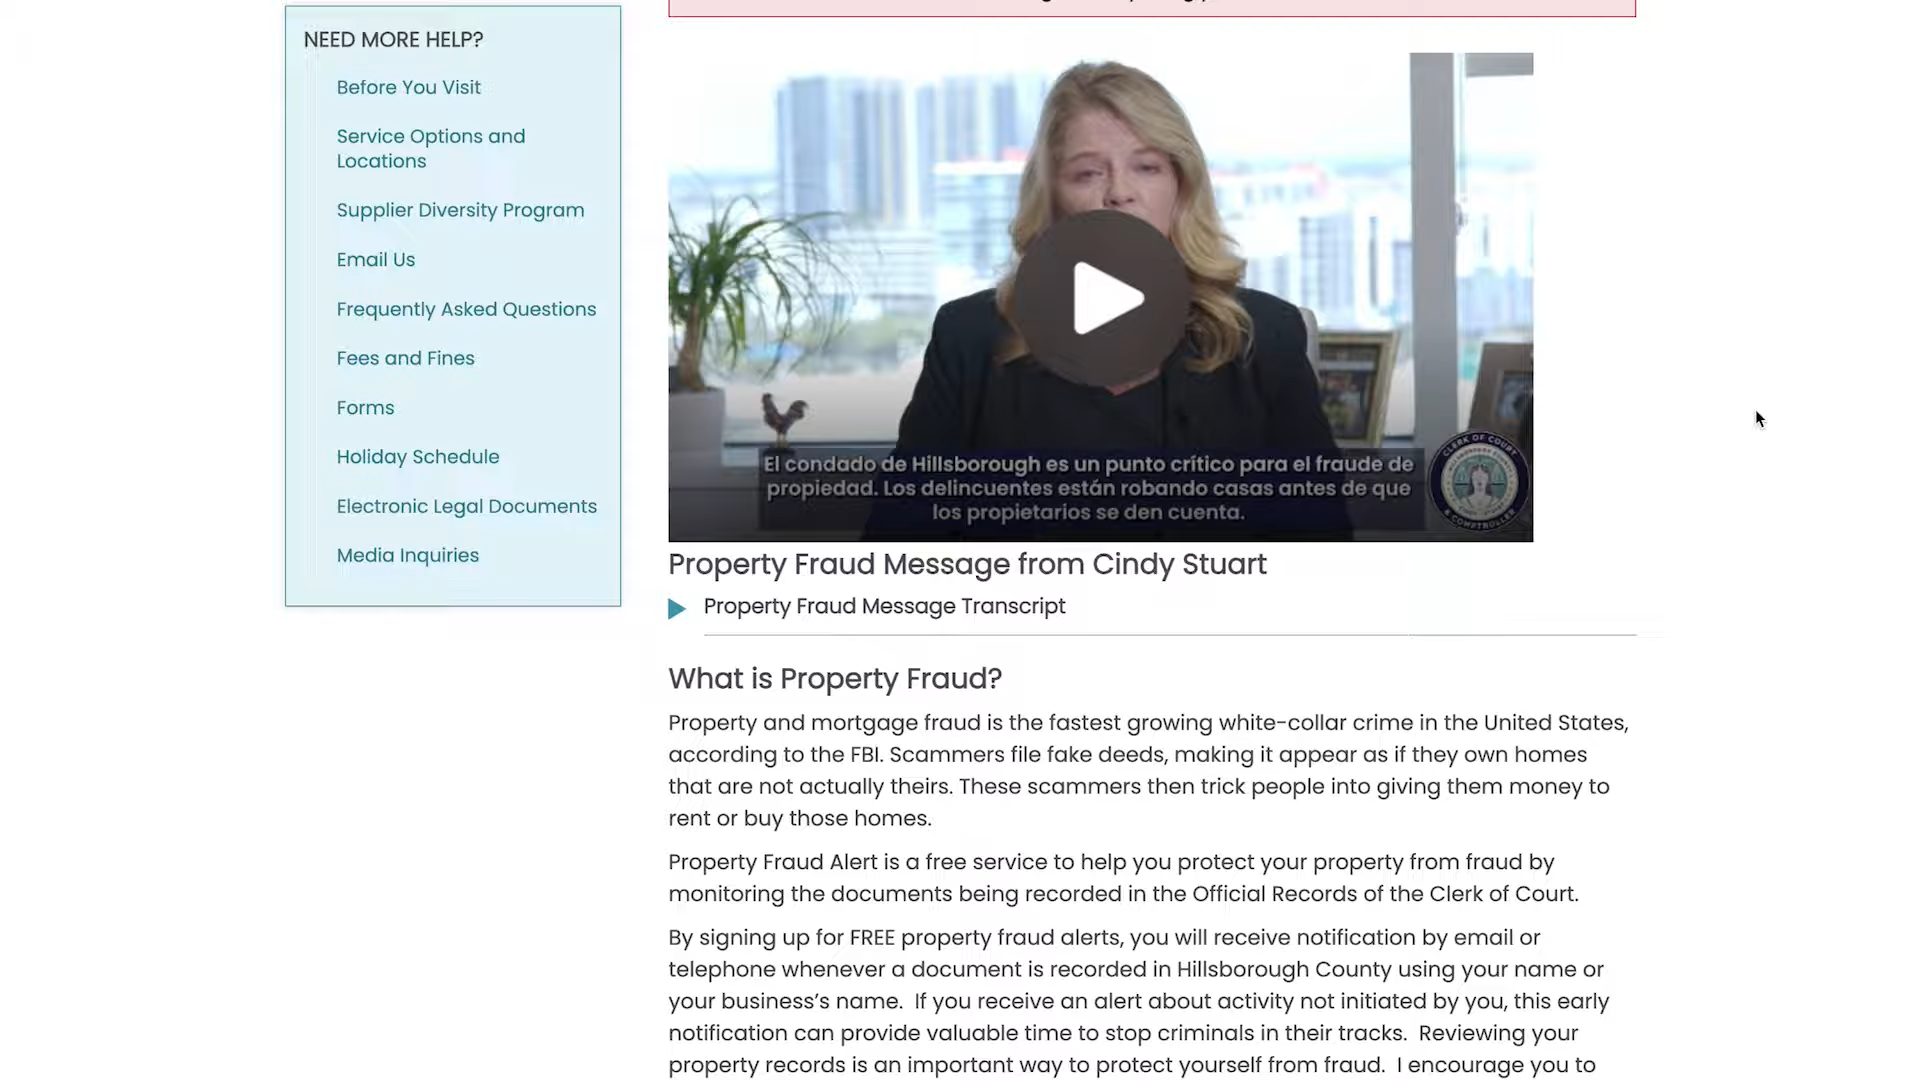 NEED MORE HELP?
Before You Visit
Service Options and
Locations
Supplier Diversity Program
Email Us
Frequently Asked Questions
Fees and Fines
Forms
Holiday Schedule
Electronic Legal Documents
Media Inquiries
El condado de Hillsborough es un punto crítico para el fraude de
propiedad. Los delincuentes están robando casas antes de que
los propietarios se den cuenta.
CLERK OF COURT
& COMPTROLLER
Property Fraud Message from Cindy Stuart
Property Fraud Message Transcript
What is Property Fraud?
Property and mortgage fraud is the fastest growing white-collar crime in the United States,
according to the FBI. Scammers file fake deeds, making it appear as if they own homes
that are not actually theirs. These scammers then trick people into giving them money to
rent or buy those homes.
Property Fraud Alert is a free service to help you protect your property from fraud by
monitoring the documents being recorded in the Official Records of the Clerk of Court.
By signing up for FREE property fraud alerts, you will receive notification by email or
telephone whenever a document is recorded in Hillsborough County using your name or
your business’s name. If you receive an alert about activity not initiated by you, this early
notification can provide valuable time to stop criminals in their tracks. Reviewing your
property records is an important way to protect yourself from fraud. I encourage you to